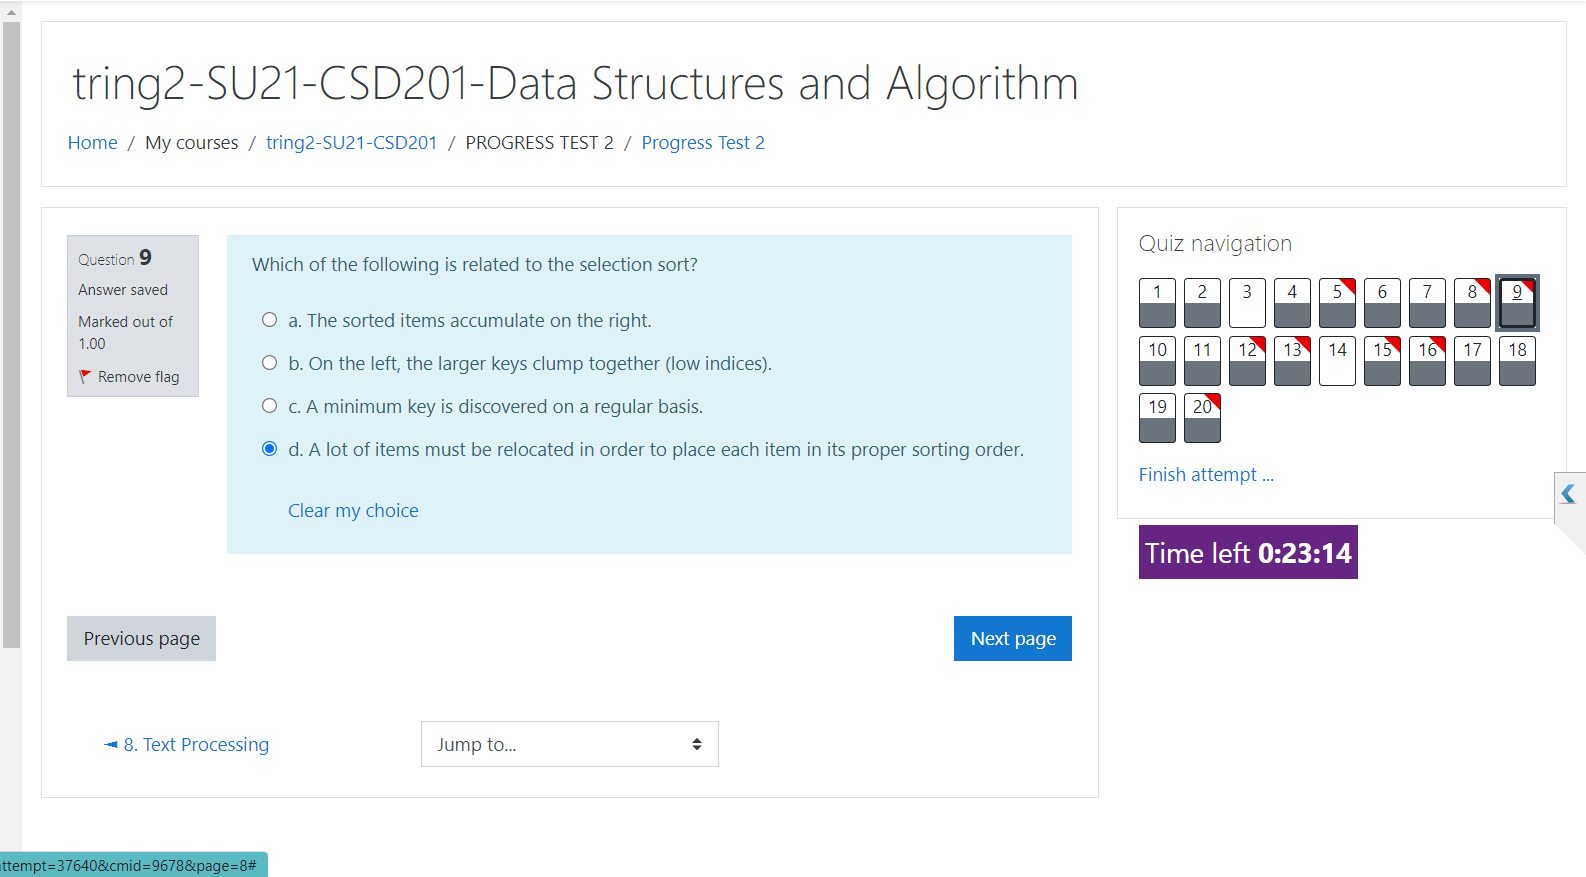 tring2-SU21-CSD201-Data Structures and Algorithm
Home / My courses / tring2-SU21-CSD201 / PROGRESS TEST 2 / Progress Test 2
Question 9
Answer saved
Marked out of
1.00
Remove flag
Which of the following is related to the selection sort?
a. The sorted items accumulate on the right.
b. On the left, the larger keys clump together (low indices).
c. A minimum key is discovered on a regular basis.
d. A lot of items must be relocated in order to place each item in its proper sorting order.
Clear my choice
Previous page
Next page
◄ 8. Text Processing
Jump to...
Quiz navigation
1 2 3 4 5 6 7 8 9
10 11 12 13 14 15 16 17 18
19 20
Finish attempt ...
Time left 0:23:14
ttempt=37640&cmid=9678&page=8#